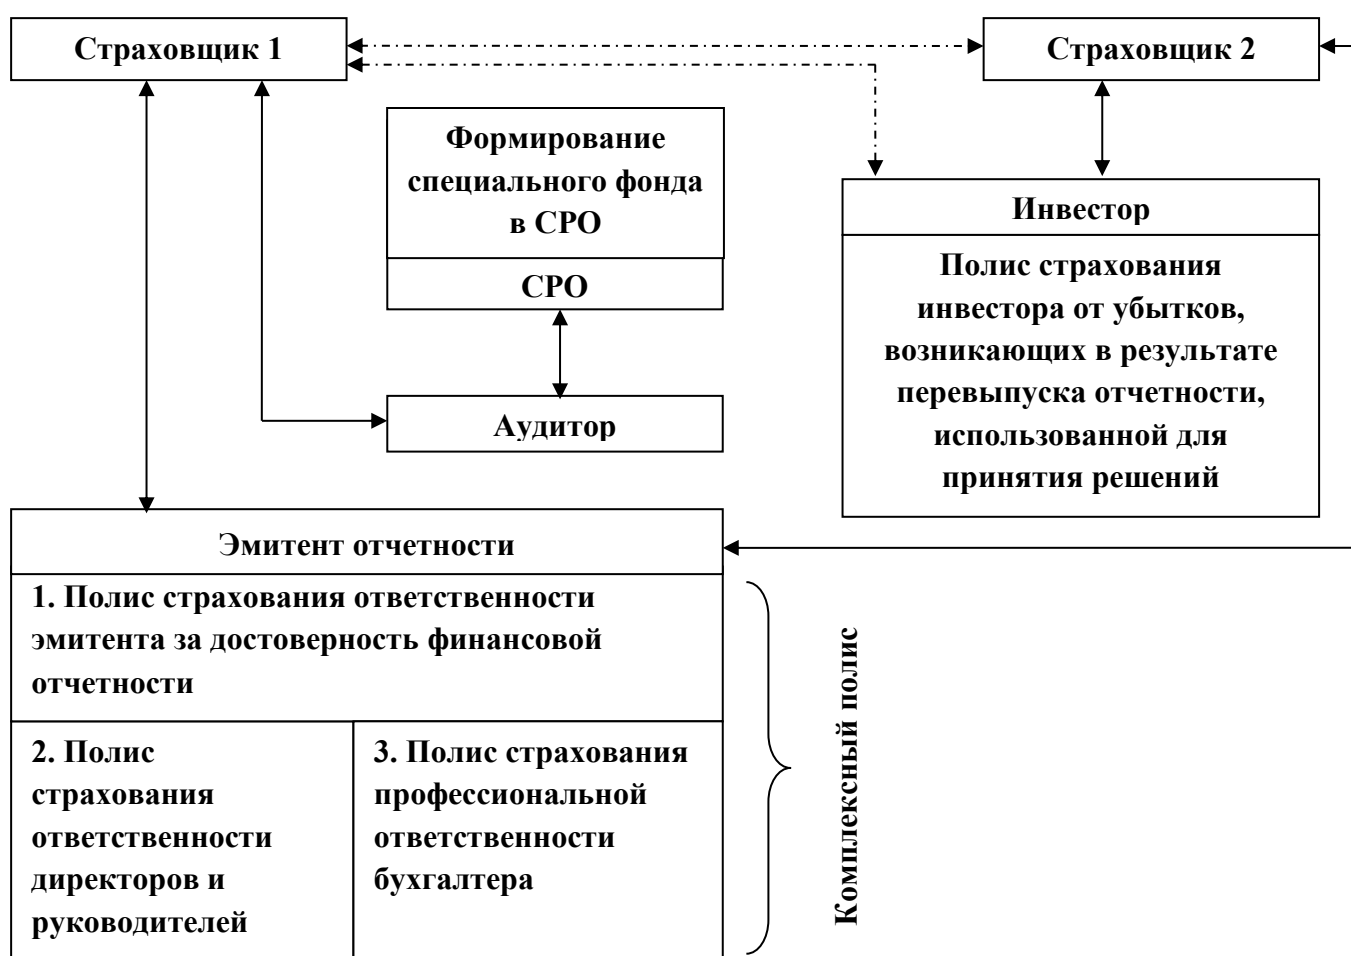 Страховщик 1
Страховщик 2
Формирование
специального фонда
в СРО
СРО
Аудитор
Инвестор
Полис страхования
инвестора от убытков,
возникающих в результате
перевыпуска отчетности,
использованной для
принятия решений
Эмитент отчетности
1. Полис страхования ответственности
эмитента за достоверность финансовой
отчетности
2. Полис
страхования
ответственности
директоров и
руководителей
3. Полис страхования
профессиональной
ответственности
бухгалтера
Комплексный полис